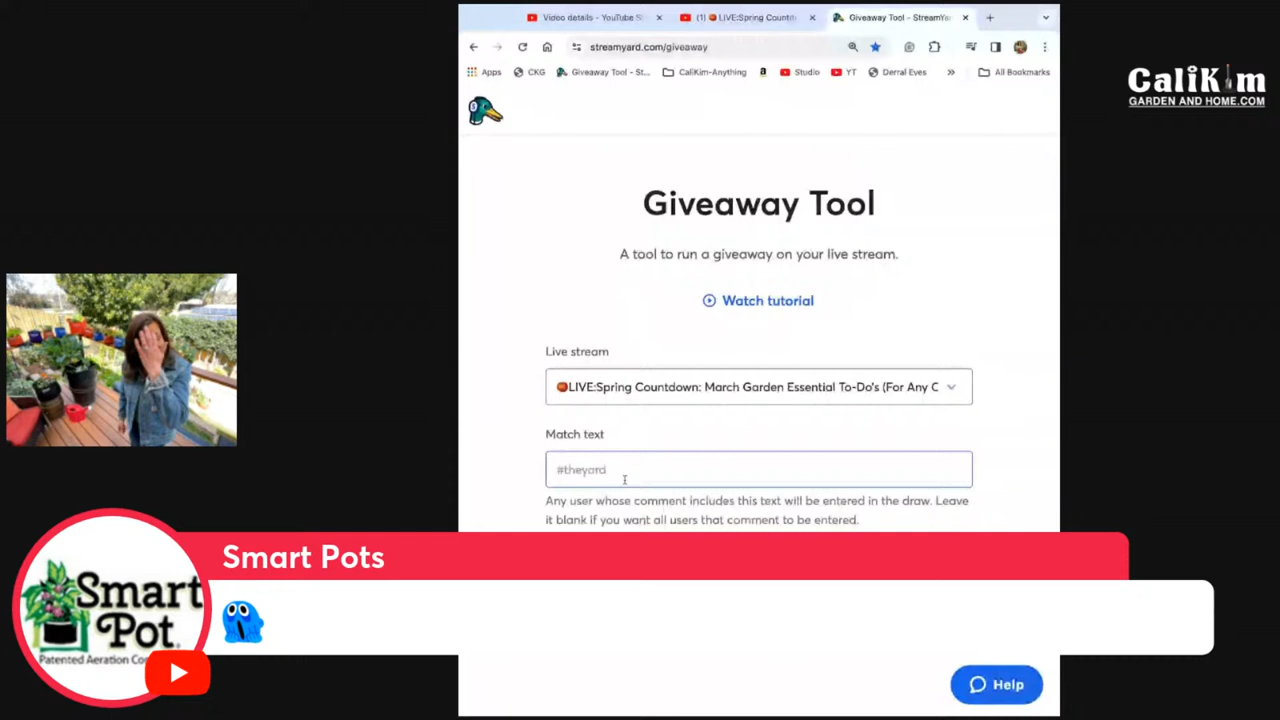 Video details - YouTube S
(1) LIVE:Spring Countd
Giveaway Tool - StreamYar
streamyard.com/giveaway
Apps
CKG
Giveaway Tool - St...
CaliKim-Anything
Studio
YT
Derral Eves
All Bookmarks
CaliKim
GARDEN AND HOME.COM
Giveaway Tool
A tool to run a giveaway on your live stream.
Watch tutorial
Live stream
LIVE:Spring Countdown: March Garden Essential To-Do's (For Any C
Match text
#theyard
Any user whose comment includes this text will be entered in the draw. Leave
it blank if you want all users that comment to be entered.
Smart Pots
Smart
Pot
Patented Aeration Co
Help